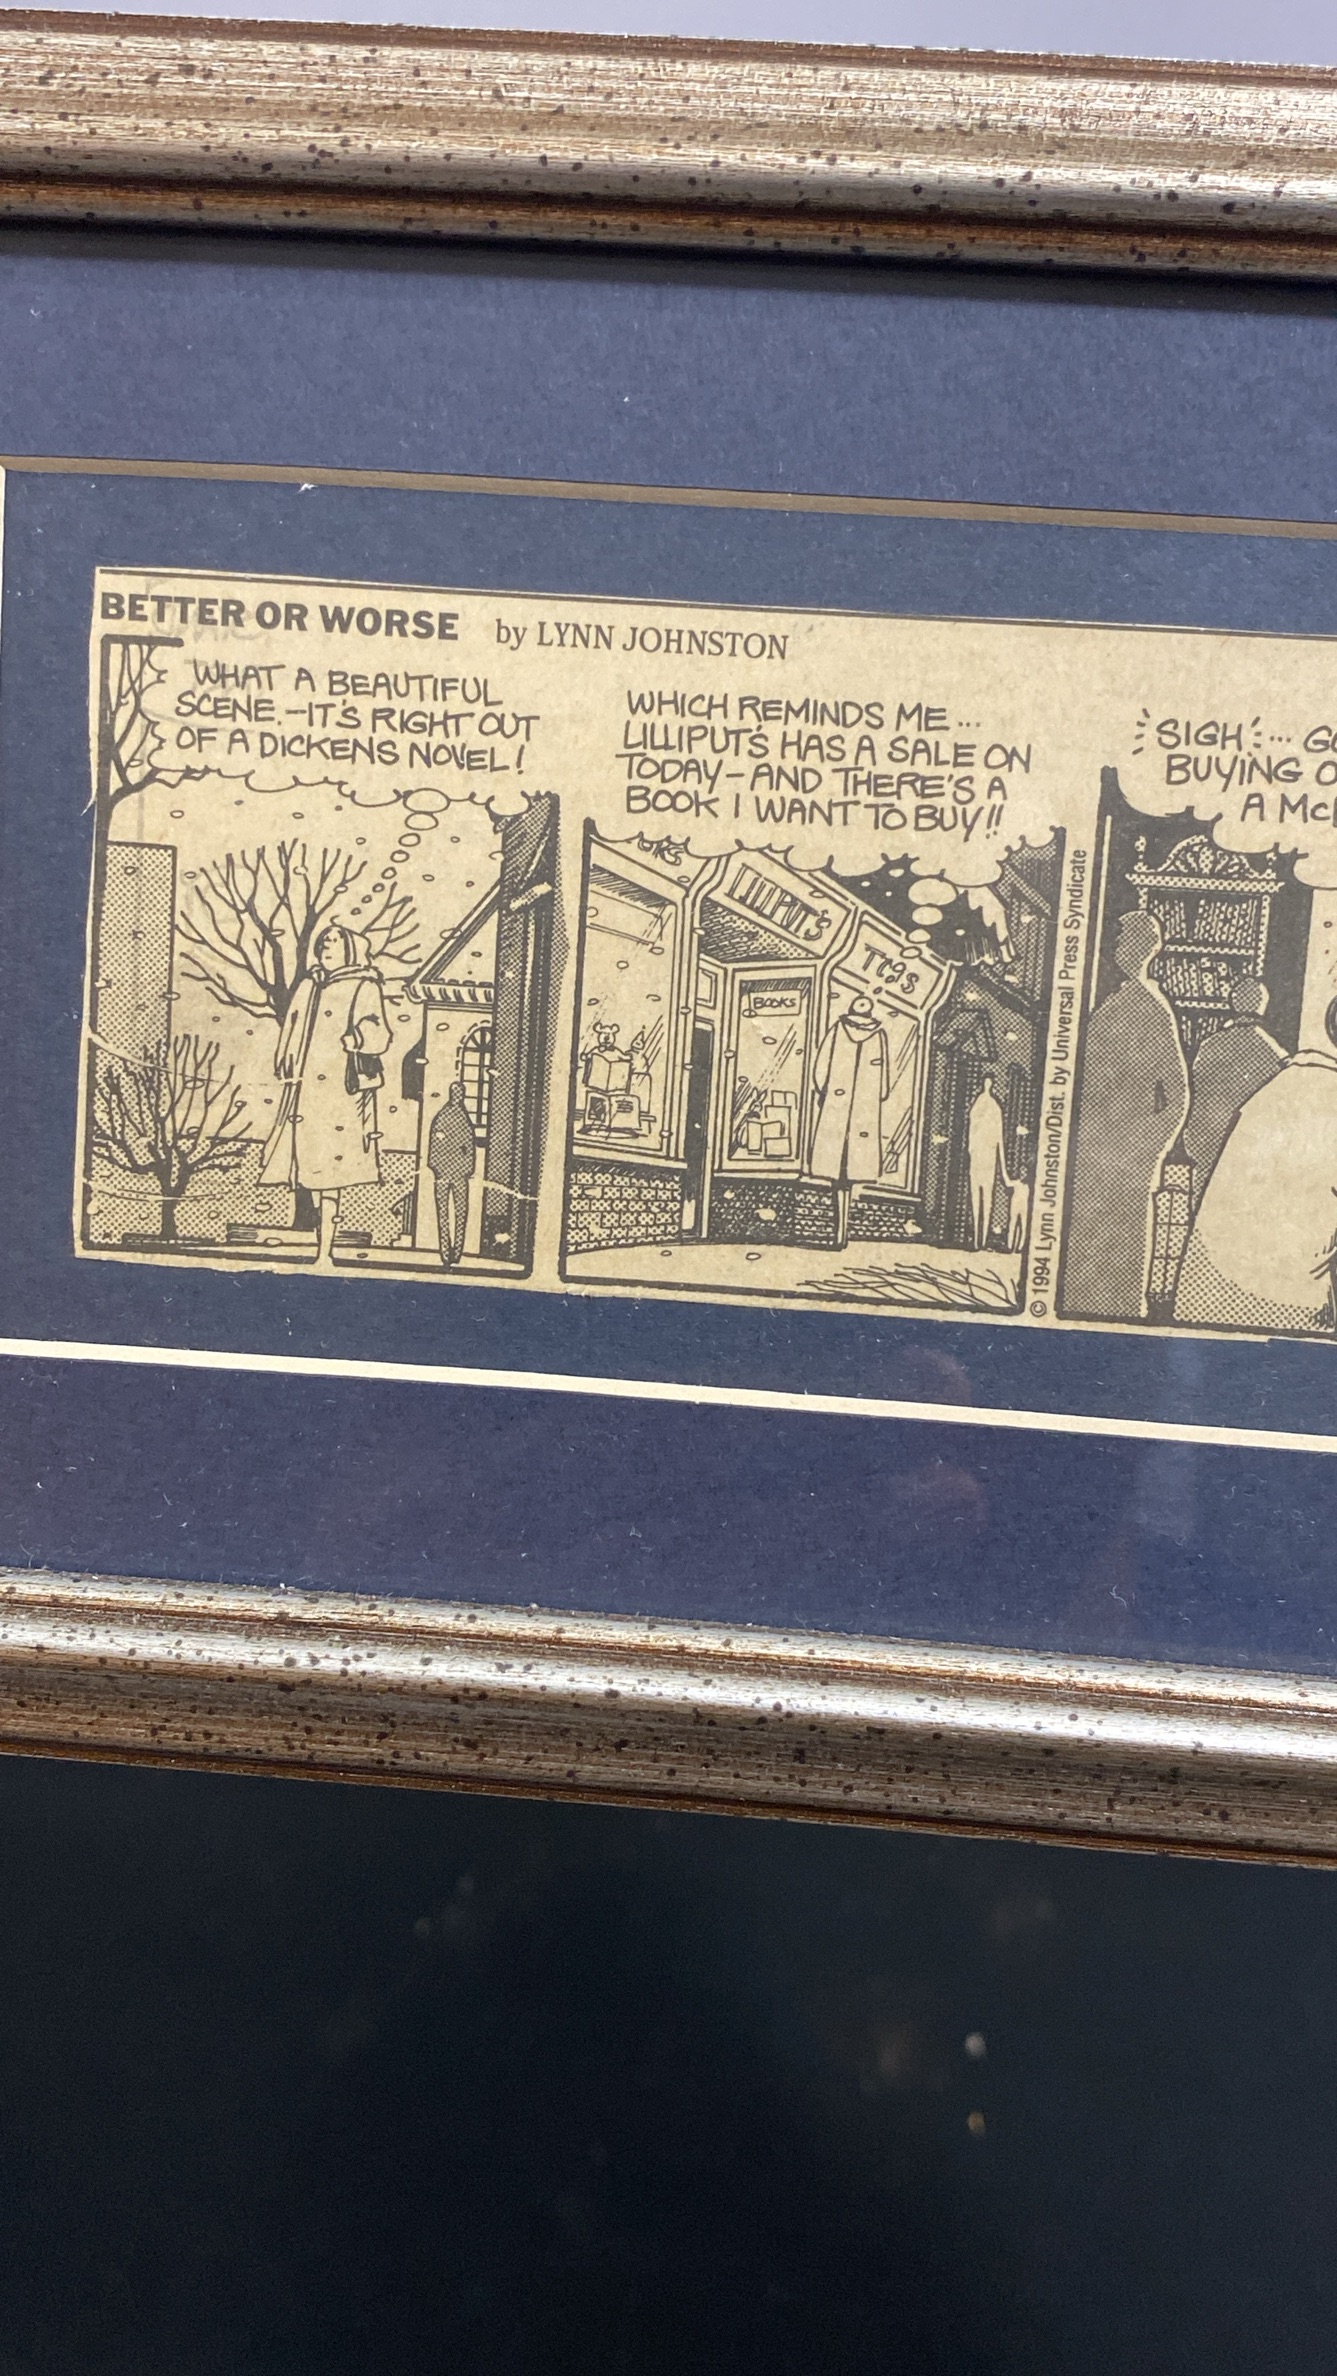 BETTER OR WORSE by LYNN JOHNSTON
WHAT A BEAUTIFUL
SCENE.-IT'S RIGHT OUT
OF A DICKENS NOVEL!
WHICH REMINDS ME...
LILLIPUT'S HAS A SALE ON
TODAY-AND THERE'S A
BOOK I WANT TO BUY!!
LILLIPUT'S
Togs
BOOKS
© 1994 Lynn Johnston/Dist. by Universal Press Syndicate
SIGH!...
BUYING
A